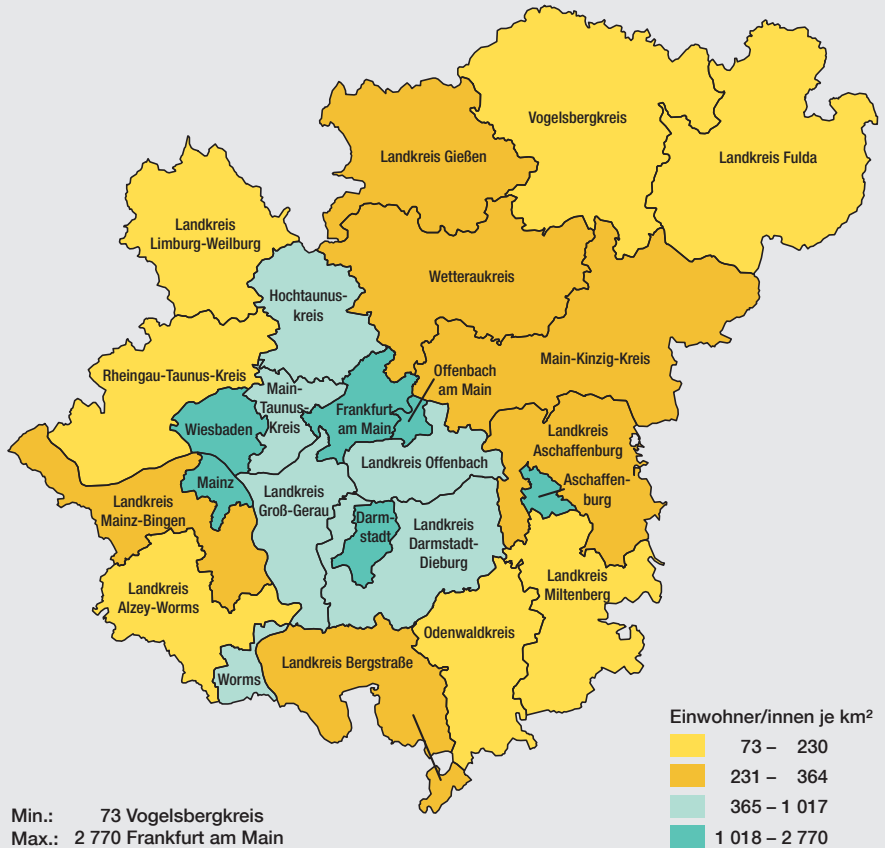 Vogelsbergkreis
Landkreis Gießen
Landkreis Fulda
Landkreis
Limburg-Weilburg
Wetteraukreis
Hochtaunus-
kreis
Main-Kinzig-Kreis
Offenbach
am Main
Rheingau-Taunus-Kreis
Main-
Taunus-
Kreis
Frankfurt
am Main
Wiesbaden
Landkreis
Aschaffenburg
Landkreis Offenbach
Aschaffen-
burg
Mainz
Landkreis
Groß-Gerau
Landkreis
Mainz-Bingen
Darm-
stadt
Landkreis
Darmstadt-
Dieburg
Landkreis
Miltenberg
Landkreis
Alzey-Worms
Odenwaldkreis
Landkreis Bergstraße
Worms
Einwohner/innen je km²
73 – 230
231 – 364
365 – 1 017
1 018 – 2 770
Min.: 73 Vogelsbergkreis
Max.: 2 770 Frankfurt am Main